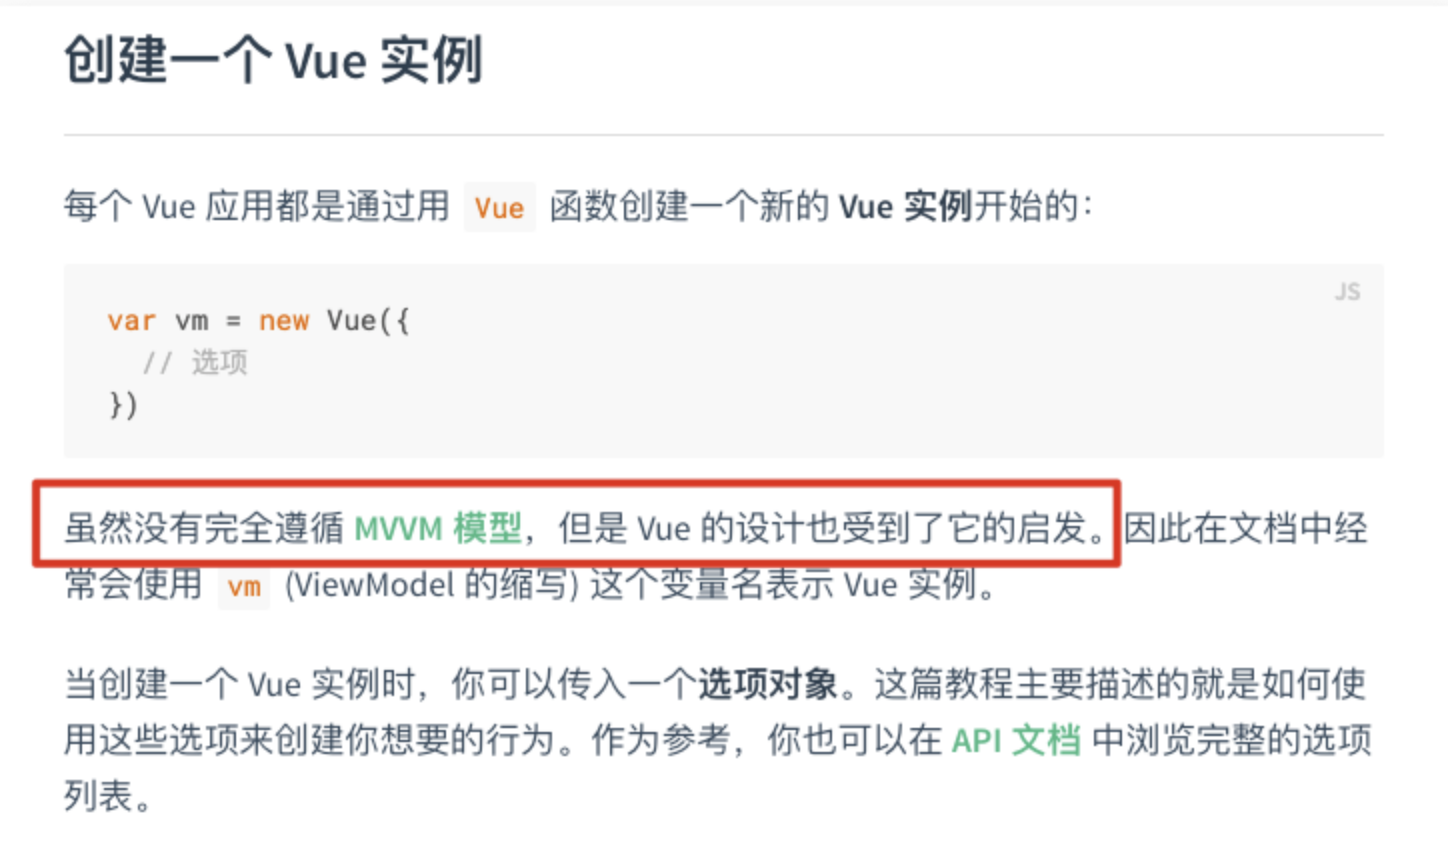 创建一个 Vue 实例
每个 Vue 应用都是通过用 Vue 函数创建一个新的 Vue 实例开始的：
JS
var vm = new Vue({
  // 选项
})
虽然没有完全遵循 MVVM 模型，但是 Vue 的设计也受到了它的启发。因此在文档中经
常会使用 vm (ViewModel 的缩写) 这个变量名表示 Vue 实例。
当创建一个 Vue 实例时，你可以传入一个选项对象。这篇教程主要描述的就是如何使
用这些选项来创建你想要的行为。作为参考，你也可以在 API 文档 中浏览完整的选项
列表。